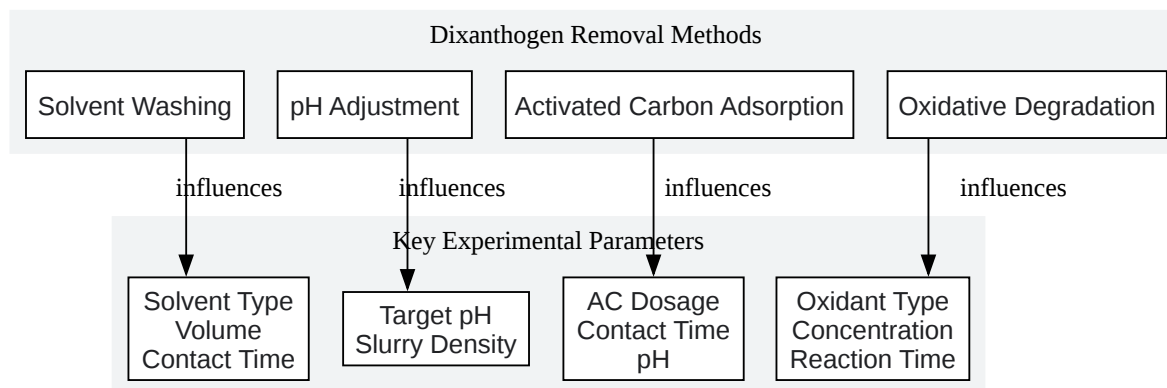 Dixanthogen Removal Methods
Solvent Washing
pH Adjustment
Activated Carbon Adsorption
Oxidative Degradation
influences
influences
influences
influences
Key Experimental Parameters
Solvent Type
Volume
Contact Time
Target pH
Slurry Density
AC Dosage
Contact Time
pH
Oxidant Type
Concentration
Reaction Time